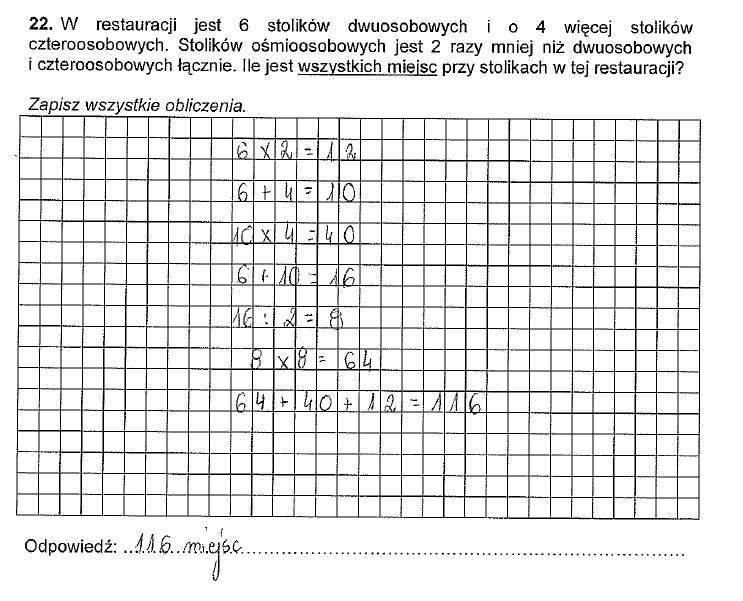 22. W restauracji jest 6 stolików dwuosobowych i o 4 więcej stolików
czteroosobowych. Stolików ośmioosobowych jest 2 razy mniej niż dwuosobowych
i czteroosobowych łącznie. Ile jest wszystkich miejsc przy stolikach w tej restauracji?
Zapisz wszystkie obliczenia.
6 x 2 = 12
6 + 4 = 10
10 x 4 = 40
6 + 10 = 16
16 : 2 = 8
8 x 8 = 64
64 + 40 + 12 = 116
Odpowiedź: 116 miejsc